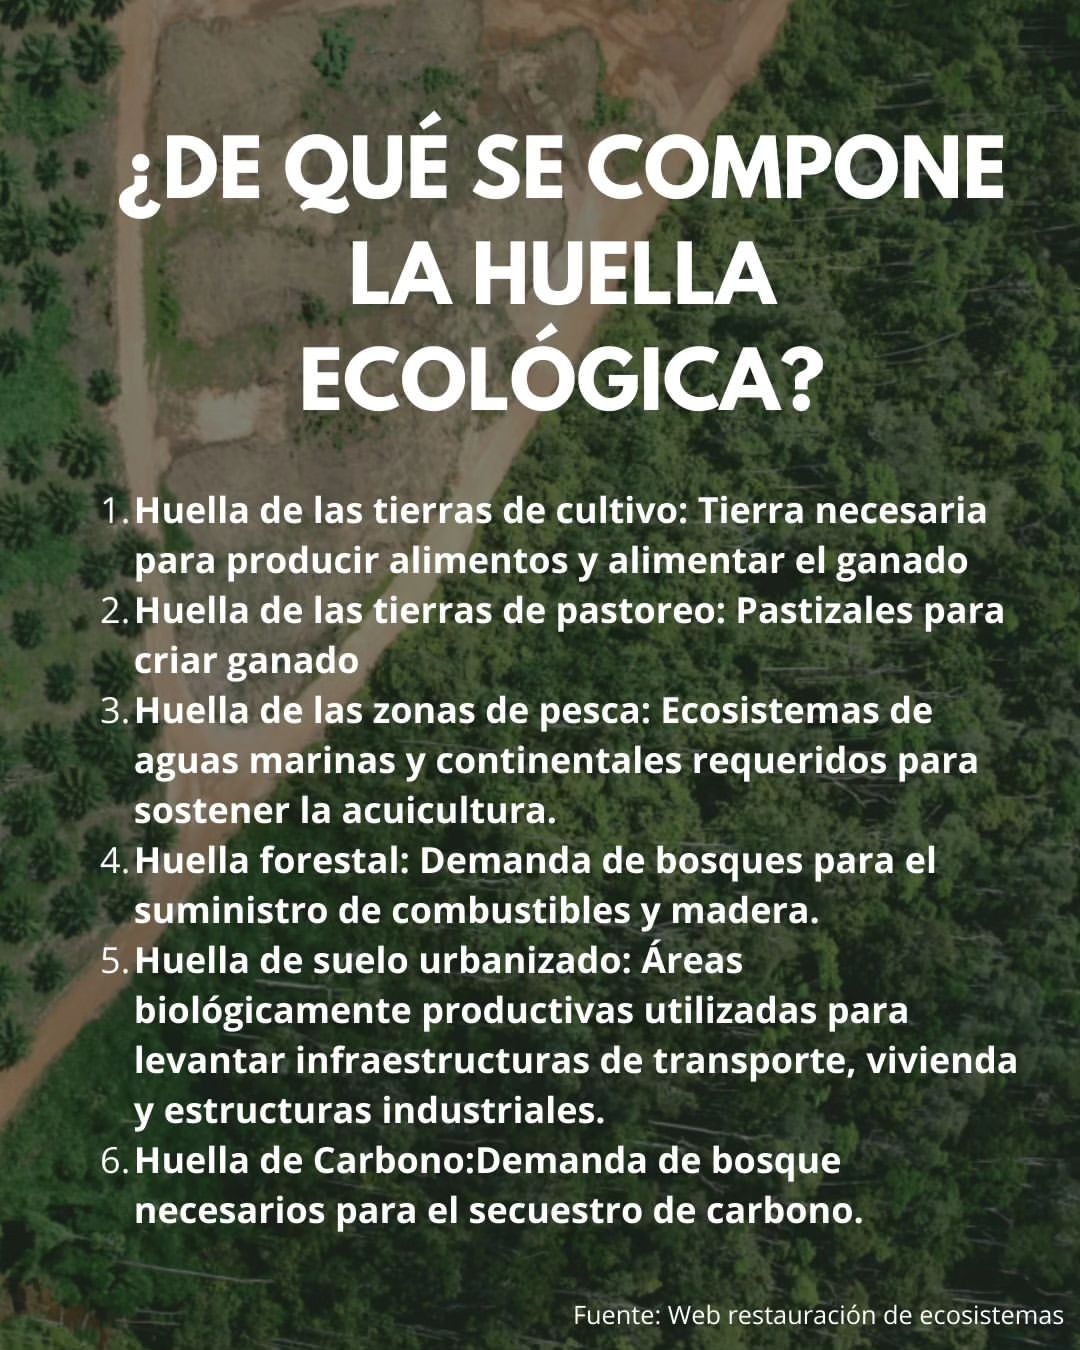 ¿DE QUÉ SE COMPONE
LA HUELLA
ECOLÓGICA?
1. Huella de las tierras de cultivo: Tierra necesaria
para producir alimentos y alimentar el ganado
2. Huella de las tierras de pastoreo: Pastizales para
criar ganado
3. Huella de las zonas de pesca: Ecosistemas de
aguas marinas y continentales requeridos para
sostener la acuicultura.
4. Huella forestal: Demanda de bosques para el
suministro de combustibles y madera.
5. Huella de suelo urbanizado: Áreas
biológicamente productivas utilizadas para
levantar infraestructuras de transporte, vivienda
y estructuras industriales.
6. Huella de Carbono:Demanda de bosque
necesarios para el secuestro de carbono.
Fuente: Web restauración de ecosistemas